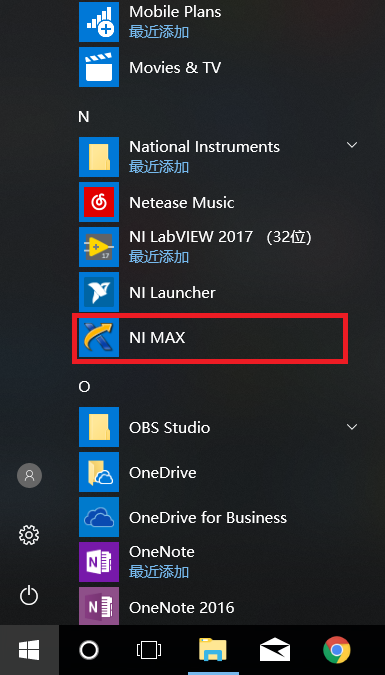 Mobile Plans
最近添加
Movies & TV
N
National Instruments
最近添加
Netease Music
NI LabVIEW 2017 (32位)
最近添加
17
NI Launcher
NI MAX
O
OBS Studio
OneDrive
OneDrive for Business
OneNote
最近添加
OneNote 2016